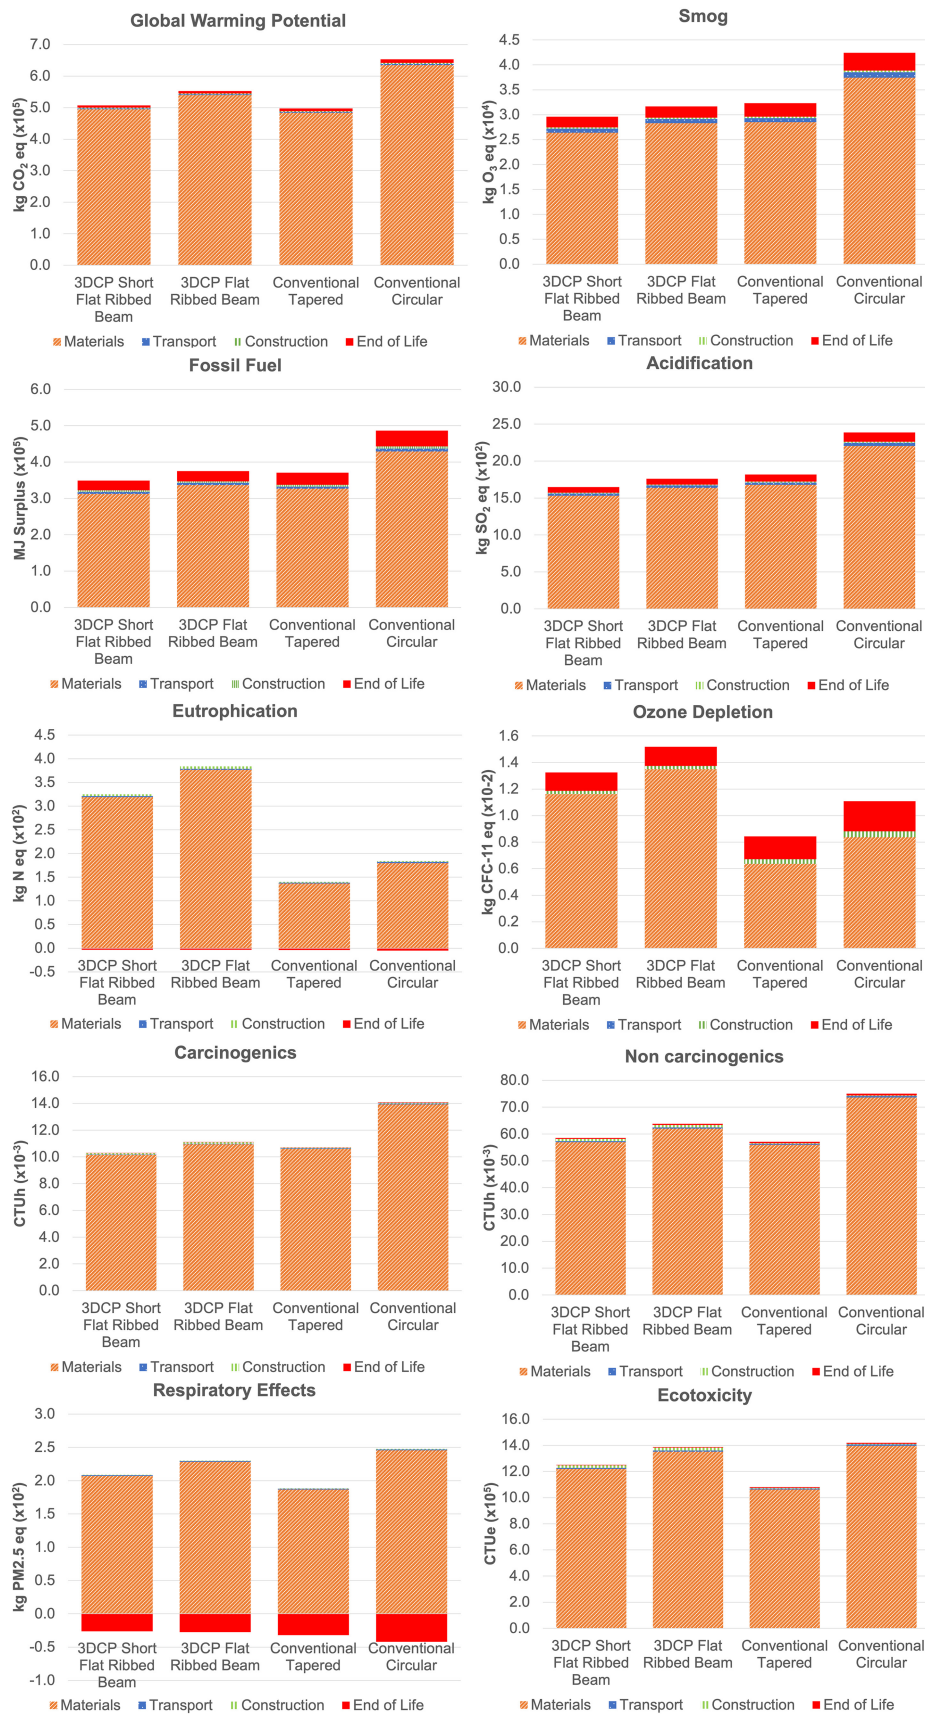 Global Warming Potential
kg CO₂ eq (x10⁵)
7.0
6.0
5.0
4.0
3.0
2.0
1.0
0.0
3DCP Short Flat Ribbed Beam
3DCP Flat Ribbed Beam
Conventional Tapered
Conventional Circular
Materials Transport Construction End of Life
Smog
kg O₃ eq (x10⁴)
4.5
4.0
3.5
3.0
2.5
2.0
1.5
1.0
0.5
0.0
3DCP Short Flat Ribbed Beam
3DCP Flat Ribbed Beam
Conventional Tapered
Conventional Circular
Materials Transport Construction End of Life
Fossil Fuel
MJ Surplus (x10⁵)
6.0
5.0
4.0
3.0
2.0
1.0
0.0
3DCP Short Flat Ribbed Beam
3DCP Flat Ribbed Beam
Conventional Tapered
Conventional Circular
Materials Transport Construction End of Life
Acidification
kg SO₂ eq (x10²)
30.0
25.0
20.0
15.0
10.0
5.0
0.0
3DCP Short Flat Ribbed Beam
3DCP Flat Ribbed Beam
Conventional Tapered
Conventional Circular
Materials Transport Construction End of Life
Eutrophication
kg N eq (x10²)
4.5
4.0
3.5
3.0
2.5
2.0
1.5
1.0
0.5
0.0
-0.5
3DCP Short Flat Ribbed Beam
3DCP Flat Ribbed Beam
Conventional Tapered
Conventional Circular
Materials Transport Construction End of Life
Ozone Depletion
kg CFC-11 eq (x10-2)
1.6
1.4
1.2
1.0
0.8
0.6
0.4
0.2
0.0
3DCP Short Flat Ribbed Beam
3DCP Flat Ribbed Beam
Conventional Tapered
Conventional Circular
Materials Transport Construction End of Life
Carcinogenics
CTUh (x10⁻³)
16.0
14.0
12.0
10.0
8.0
6.0
4.0
2.0
0.0
3DCP Short Flat Ribbed Beam
3DCP Flat Ribbed Beam
Conventional Tapered
Conventional Circular
Materials Transport Construction End of Life
Non carcinogenics
CTUh (x10⁻³)
80.0
70.0
60.0
50.0
40.0
30.0
20.0
10.0
0.0
3DCP Short Flat Ribbed Beam
3DCP Flat Ribbed Beam
Conventional Tapered
Conventional Circular
Materials Transport Construction End of Life
Respiratory Effects
kg PM2.5 eq (x10²)
3.0
2.5
2.0
1.5
1.0
0.5
0.0
-0.5
-1.0
3DCP Short Flat Ribbed Beam
3DCP Flat Ribbed Beam
Conventional Tapered
Conventional Circular
Materials Transport Construction End of Life
Ecotoxicity
CTUe (x10⁵)
16.0
14.0
12.0
10.0
8.0
6.0
4.0
2.0
0.0
3DCP Short Flat Ribbed Beam
3DCP Flat Ribbed Beam
Conventional Tapered
Conventional Circular
Materials Transport Construction End of Life